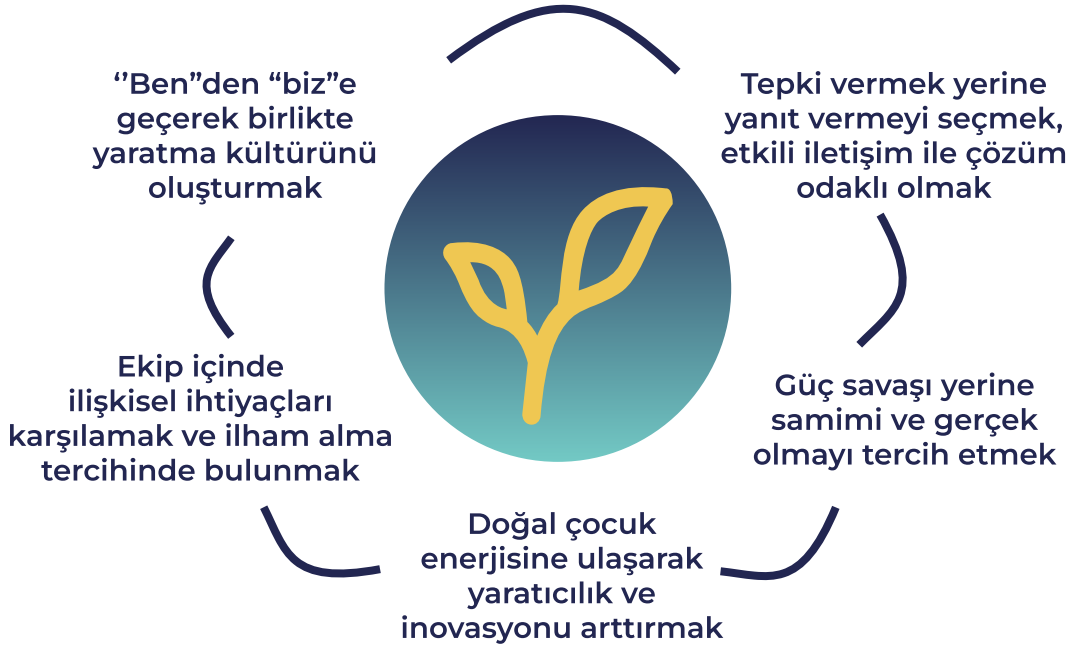 ‘’Ben”den “biz”e
geçerek birlikte
yaratma kültürünü
oluşturmak
Tepki vermek yerine
yanıt vermeyi seçmek,
etkili iletişim ile çözüm
odaklı olmak
Ekip içinde
ilişkisel ihtiyaçları
karşılamak ve ilham alma
tercihinde bulunmak
Güç savaşı yerine
samimi ve gerçek
olmayı tercih etmek
Doğal çocuk
enerjisine ulaşarak
yaratıcılık ve
inovasyonu arttırmak